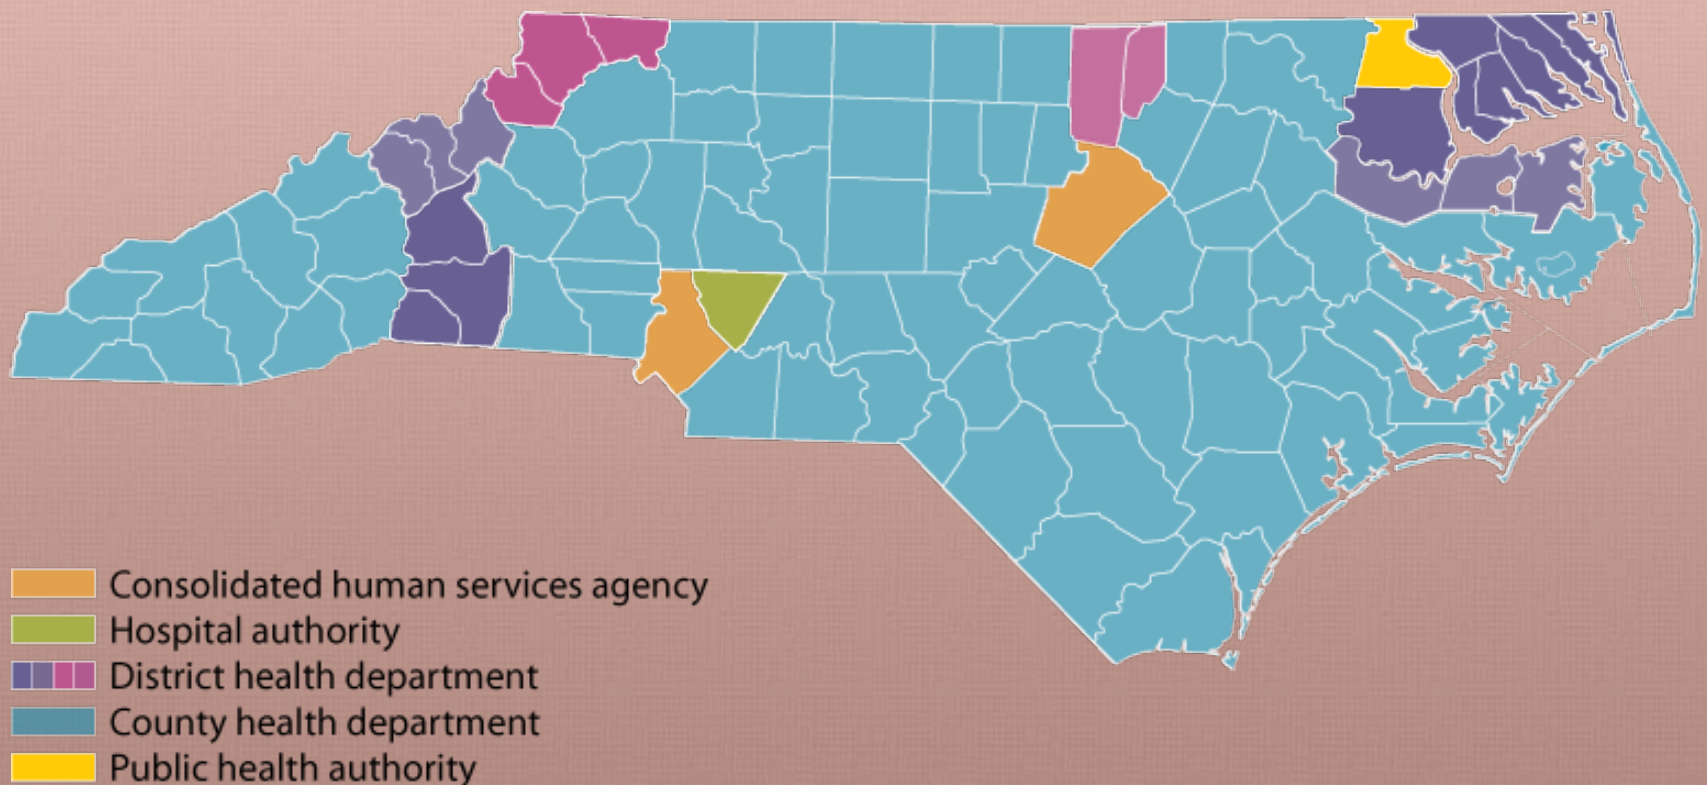 Consolidated human services agency
Hospital authority
District health department
County health department
Public health authority